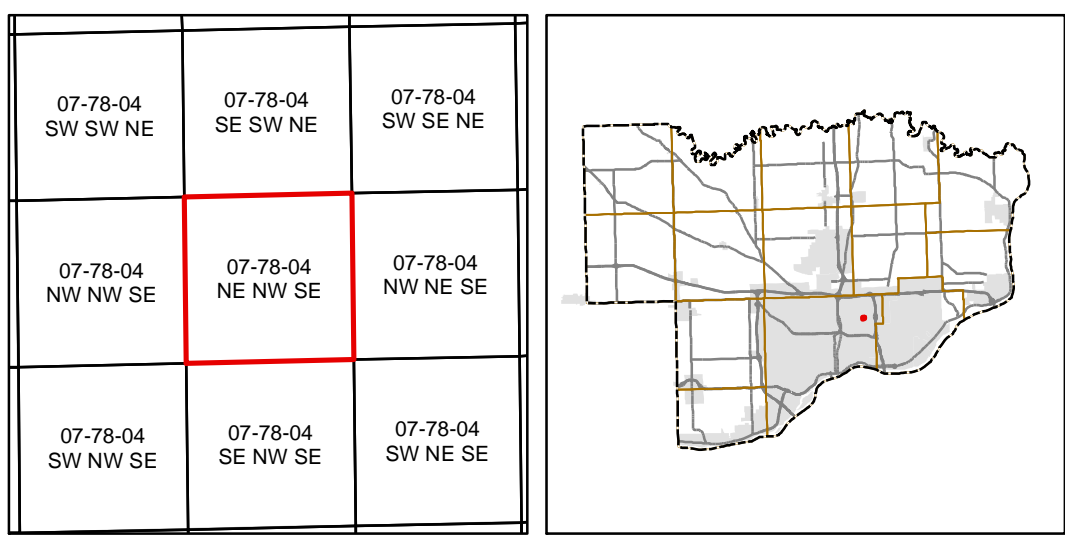 07-78-04
SW SW NE
07-78-04
SE SW NE
07-78-04
SW SE NE
07-78-04
NW NW SE
07-78-04
NE NW SE
07-78-04
NW NE SE
07-78-04
SW NW SE
07-78-04
SE NW SE
07-78-04
SW NE SE